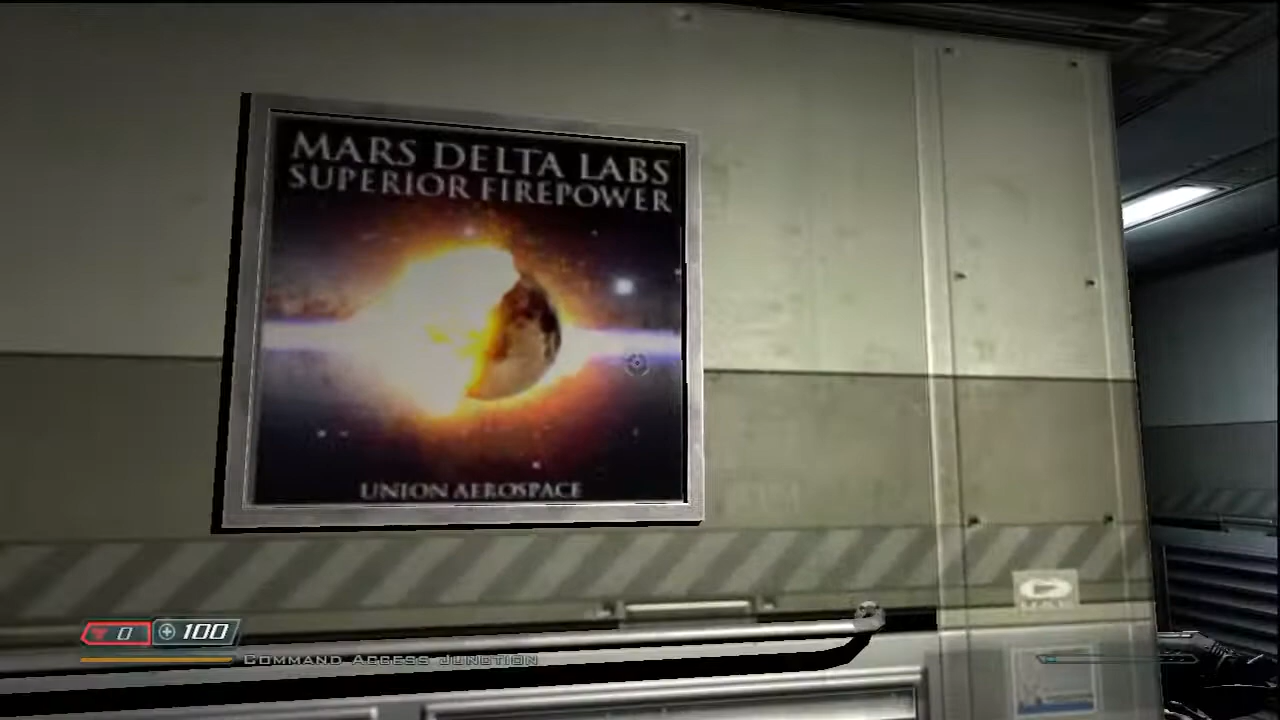 MARS DELTA LABS
SUPERIOR FIREPOWER
UNION AEROSPACE
0
100
COMMAND ACCESS JUNCTION